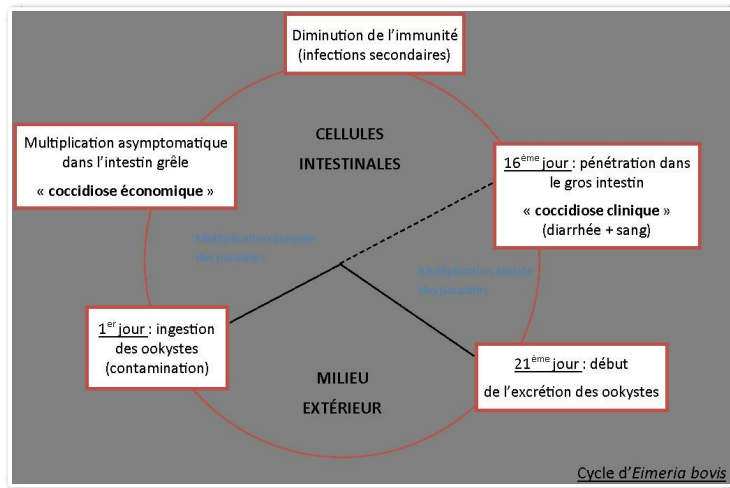 Diminution de l'immunité
(infections secondaires)
CELLULES
INTESTINALES
Multiplication asymptomatique
dans l'intestin grêle
« coccidiose économique »
16ème jour : pénétration dans
le gros intestin
« coccidiose clinique »
(diarrhée + sang)
Multiplication asexuée
des parasites
Multiplication sexuée
des parasites
1er jour : ingestion
des ookystes
(contamination)
MILIEU
EXTÉRIEUR
21ème jour : début
de l'excrétion des ookystes
Cycle d'Eimeria bovis